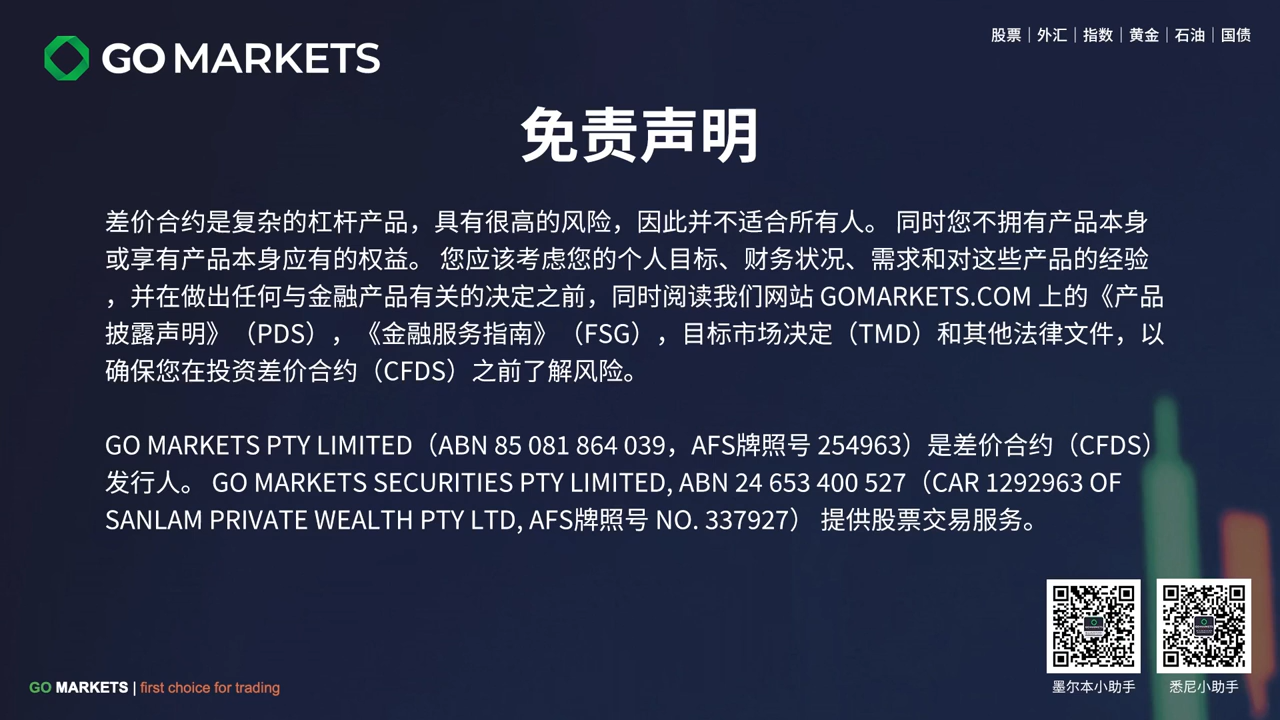 GO MARKETS
股票｜外汇｜指数｜黄金｜石油｜国债
免责声明
差价合约是复杂的杠杆产品，具有很高的风险，因此并不适合所有人。 同时您不拥有产品本身
或享有产品本身应有的权益。 您应该考虑您的个人目标、财务状况、需求和对这些产品的经验
，并在做出任何与金融产品有关的决定之前，同时阅读我们网站 GOMARKETS.COM 上的《产品
披露声明》（PDS），《金融服务指南》（FSG），目标市场决定（TMD）和其他法律文件，以
确保您在投资差价合约（CFDS）之前了解风险。
GO MARKETS PTY LIMITED（ABN 85 081 864 039，AFS牌照号 254963）是差价合约（CFDS）
发行人。 GO MARKETS SECURITIES PTY LIMITED, ABN 24 653 400 527（CAR 1292963 OF
SANLAM PRIVATE WEALTH PTY LTD, AFS牌照号 NO. 337927） 提供股票交易服务。
GO MARKETS | first choice for trading
墨尔本小助手
悉尼小助手